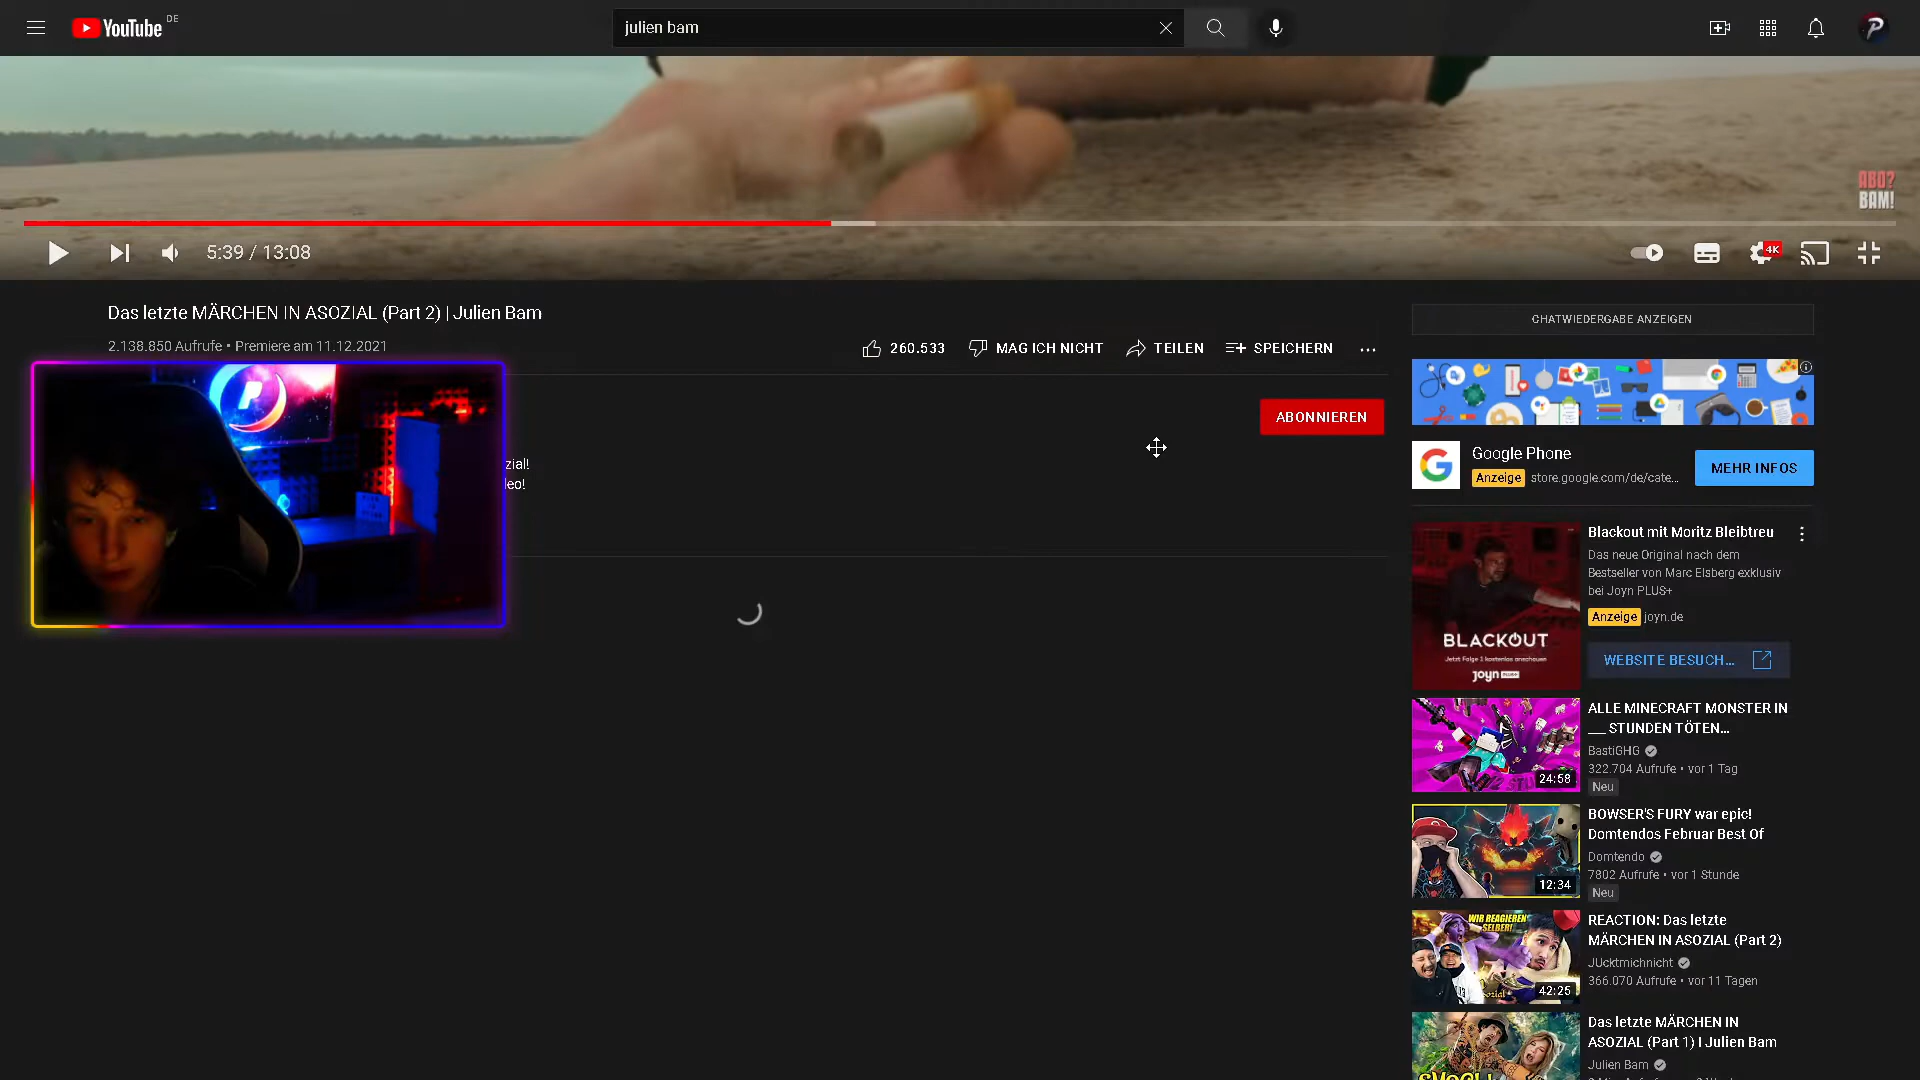 YouTube DE
julien bam
ABO?
BAM!
5:39 / 13:08
4K
Das letzte MÄRCHEN IN ASOZIAL (Part 2) | Julien Bam
2.138.850 Aufrufe • Premiere am 11.12.2021
260.533
MAG ICH NICHT
TEILEN
SPEICHERN
ABONNIEREN
zial!
leo!
CHATWIEDERGABE ANZEIGEN
Google Phone
Anzeige store.google.com/de/cate...
MEHR INFOS
BLACKOUT
Jetzt Folge 1 kostenlos anschauen
joyn PLUS+
Blackout mit Moritz Bleibtreu
Das neue Original nach dem
Bestseller von Marc Elsberg exklusiv
bei Joyn PLUS+
Anzeige joyn.de
WEBSITE BESUCH...
24:58
ALLE MINECRAFT MONSTER IN
___ STUNDEN TÖTEN...
BastiGHG
322.704 Aufrufe • vor 1 Tag
Neu
12:34
BOWSER'S FURY war epic!
Domtendos Februar Best Of
Domtendo
7802 Aufrufe • vor 1 Stunde
Neu
WIR REAGIEREN
SELBER!
42:25
REACTION: Das letzte
MÄRCHEN IN ASOZIAL (Part 2)
JUcktmichnicht
366.070 Aufrufe • vor 11 Tagen
Das letzte MÄRCHEN IN
ASOZIAL (Part 1) I Julien Bam
Julien Bam